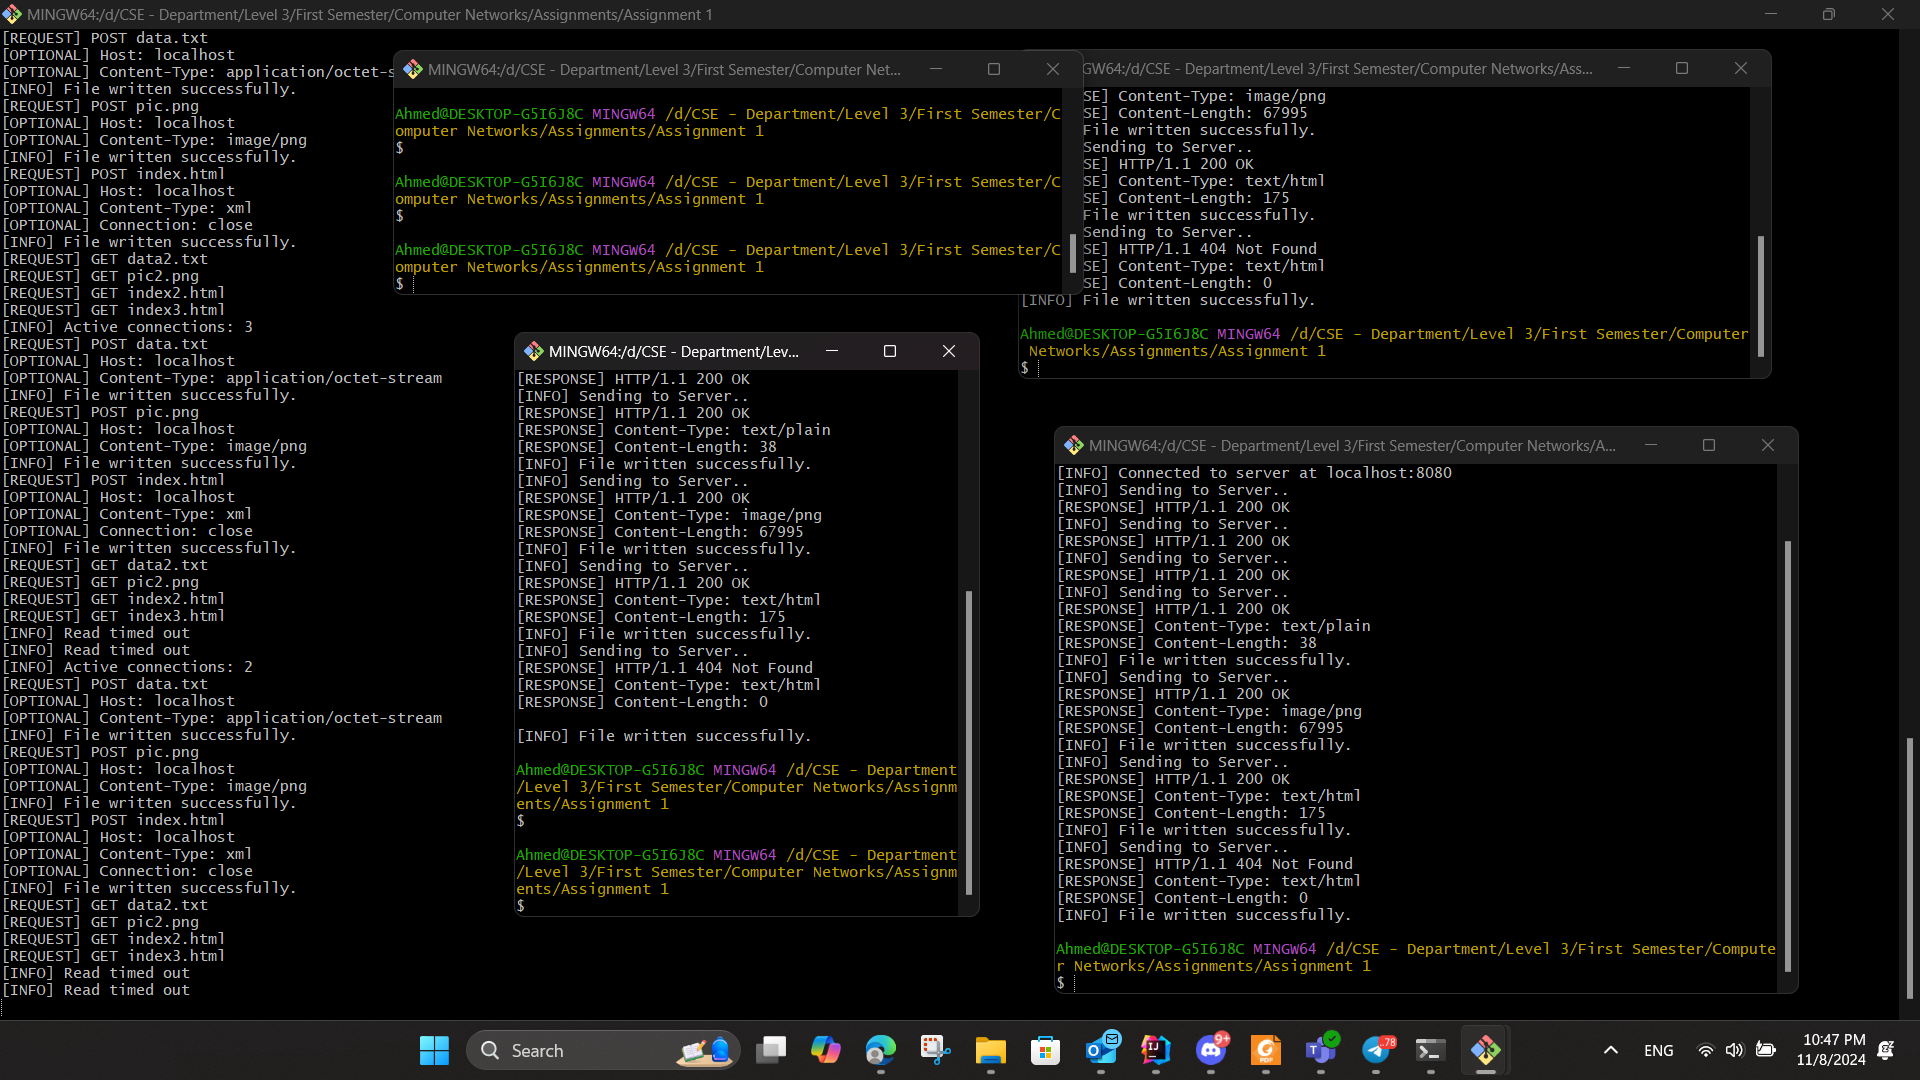 MINGW64:/d/CSE - Department/Level 3/First Semester/Computer Networks/Assignments/Assignment 1
[REQUEST] POST data.txt
[OPTIONAL] Host: localhost
[OPTIONAL] Content-Type: application/octet-s
[INFO] File written successfully.
[REQUEST] POST pic.png
[OPTIONAL] Host: localhost
[OPTIONAL] Content-Type: image/png
[INFO] File written successfully.
[REQUEST] POST index.html
[OPTIONAL] Host: localhost
[OPTIONAL] Content-Type: xml
[OPTIONAL] Connection: close
[INFO] File written successfully.
[REQUEST] GET data2.txt
[REQUEST] GET pic2.png
[REQUEST] GET index2.html
[REQUEST] GET index3.html
[INFO] Active connections: 3
[REQUEST] POST data.txt
[OPTIONAL] Host: localhost
[OPTIONAL] Content-Type: application/octet-stream
[INFO] File written successfully.
[REQUEST] POST pic.png
[OPTIONAL] Host: localhost
[OPTIONAL] Content-Type: image/png
[INFO] File written successfully.
[REQUEST] POST index.html
[OPTIONAL] Host: localhost
[OPTIONAL] Content-Type: xml
[OPTIONAL] Connection: close
[INFO] File written successfully.
[REQUEST] GET data2.txt
[REQUEST] GET pic2.png
[REQUEST] GET index2.html
[REQUEST] GET index3.html
[INFO] Read timed out
[INFO] Read timed out
[INFO] Active connections: 2
[REQUEST] POST data.txt
[OPTIONAL] Host: localhost
[OPTIONAL] Content-Type: application/octet-stream
[INFO] File written successfully.
[REQUEST] POST pic.png
[OPTIONAL] Host: localhost
[OPTIONAL] Content-Type: image/png
[INFO] File written successfully.
[REQUEST] POST index.html
[OPTIONAL] Host: localhost
[OPTIONAL] Content-Type: xml
[OPTIONAL] Connection: close
[INFO] File written successfully.
[REQUEST] GET data2.txt
[REQUEST] GET pic2.png
[REQUEST] GET index2.html
[REQUEST] GET index3.html
[INFO] Read timed out
[INFO] Read timed out
MINGW64:/d/CSE - Department/Level 3/First Semester/Computer Net...
Ahmed@DESKTOP-G5I6J8C MINGW64 /d/CSE - Department/Level 3/First Semester/C
omputer Networks/Assignments/Assignment 1
$
Ahmed@DESKTOP-G5I6J8C MINGW64 /d/CSE - Department/Level 3/First Semester/C
omputer Networks/Assignments/Assignment 1
$
Ahmed@DESKTOP-G5I6J8C MINGW64 /d/CSE - Department/Level 3/First Semester/C
omputer Networks/Assignments/Assignment 1
$
GW64:/d/CSE - Department/Level 3/First Semester/Computer Networks/Ass...
SE] Content-Type: image/png
SE] Content-Length: 67995
File written successfully.
Sending to Server..
SE] HTTP/1.1 200 OK
SE] Content-Type: text/html
SE] Content-Length: 175
File written successfully.
Sending to Server..
SE] HTTP/1.1 404 Not Found
SE] Content-Type: text/html
SE] Content-Length: 0
[INFO] File written successfully.
Ahmed@DESKTOP-G5I6J8C MINGW64 /d/CSE - Department/Level 3/First Semester/Computer
Networks/Assignments/Assignment 1
$
MINGW64:/d/CSE - Department/Lev...
[RESPONSE] HTTP/1.1 200 OK
[INFO] Sending to Server..
[RESPONSE] HTTP/1.1 200 OK
[RESPONSE] Content-Type: text/plain
[RESPONSE] Content-Length: 38
[INFO] File written successfully.
[INFO] Sending to Server..
[RESPONSE] HTTP/1.1 200 OK
[RESPONSE] Content-Type: image/png
[RESPONSE] Content-Length: 67995
[INFO] File written successfully.
[INFO] Sending to Server..
[RESPONSE] HTTP/1.1 200 OK
[RESPONSE] Content-Type: text/html
[RESPONSE] Content-Length: 175
[INFO] File written successfully.
[INFO] Sending to Server..
[RESPONSE] HTTP/1.1 404 Not Found
[RESPONSE] Content-Type: text/html
[RESPONSE] Content-Length: 0
[INFO] File written successfully.
Ahmed@DESKTOP-G5I6J8C MINGW64 /d/CSE - Department
/Level 3/First Semester/Computer Networks/Assignm
ents/Assignment 1
$
Ahmed@DESKTOP-G5I6J8C MINGW64 /d/CSE - Department
/Level 3/First Semester/Computer Networks/Assignm
ents/Assignment 1
$
MINGW64:/d/CSE - Department/Level 3/First Semester/Computer Networks/A...
[INFO] Connected to server at localhost:8080
[INFO] Sending to Server..
[RESPONSE] HTTP/1.1 200 OK
[INFO] Sending to Server..
[RESPONSE] HTTP/1.1 200 OK
[INFO] Sending to Server..
[RESPONSE] HTTP/1.1 200 OK
[INFO] Sending to Server..
[RESPONSE] HTTP/1.1 200 OK
[RESPONSE] Content-Type: text/plain
[RESPONSE] Content-Length: 38
[INFO] File written successfully.
[INFO] Sending to Server..
[RESPONSE] HTTP/1.1 200 OK
[RESPONSE] Content-Type: image/png
[RESPONSE] Content-Length: 67995
[INFO] File written successfully.
[INFO] Sending to Server..
[RESPONSE] HTTP/1.1 200 OK
[RESPONSE] Content-Type: text/html
[RESPONSE] Content-Length: 175
[INFO] File written successfully.
[INFO] Sending to Server..
[RESPONSE] HTTP/1.1 404 Not Found
[RESPONSE] Content-Type: text/html
[RESPONSE] Content-Length: 0
[INFO] File written successfully.
Ahmed@DESKTOP-G5I6J8C MINGW64 /d/CSE - Department/Level 3/First Semester/Compute
r Networks/Assignments/Assignment 1
$
Search
9+
.78
ENG
10:47 PM
11/8/2024